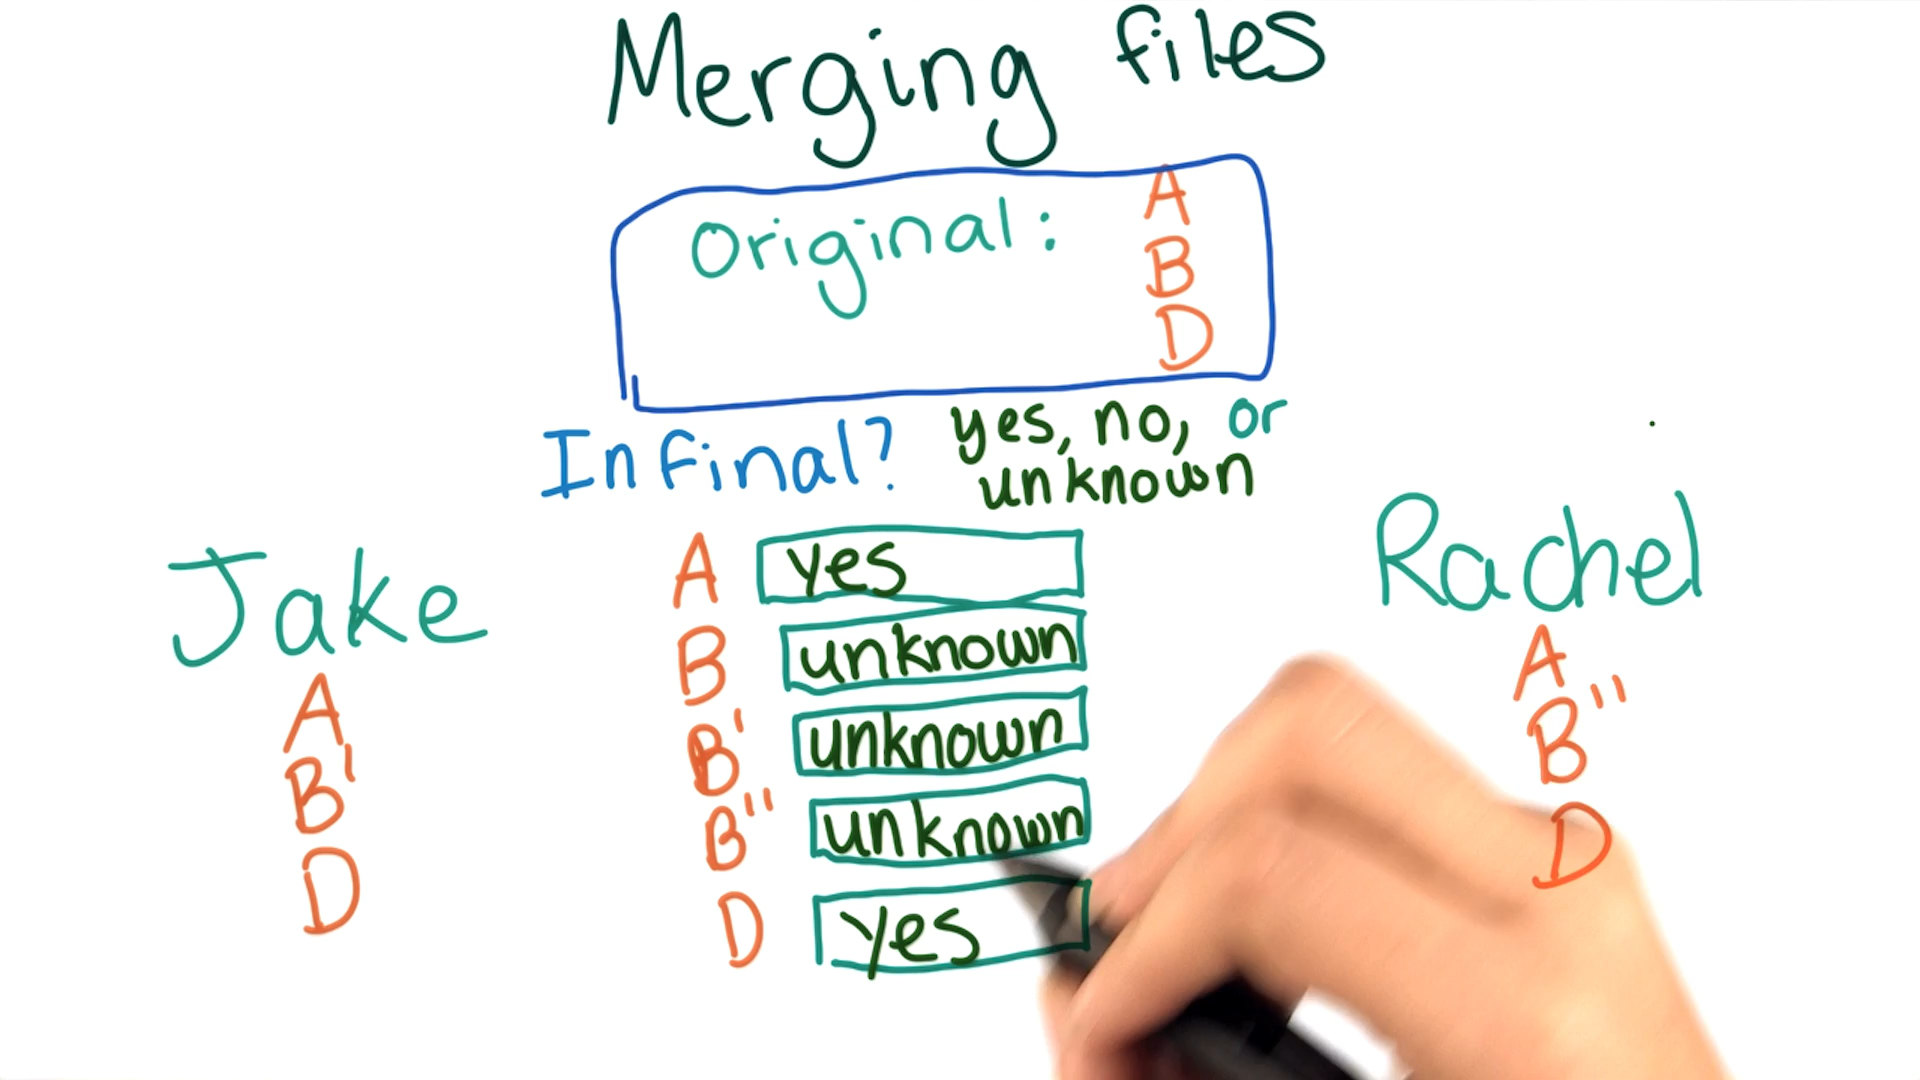 Merging files
Original: A
B
D
In final? yes, no, or
unknown
Jake
A
B'
D
A yes
B unknown
B' unknown
B" unknown
D yes
Rachel
A
B"
D